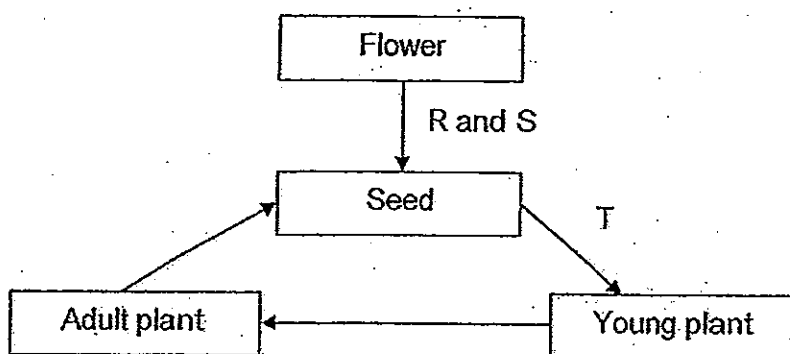 Flower
R and S
Seed
T
Adult plant
Young plant